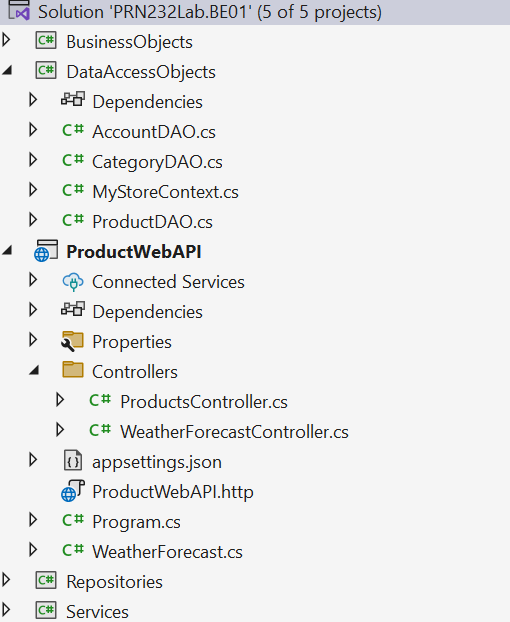 Solution 'PRN232Lab.BE01' (5 of 5 projects)
C# BusinessObjects
C# DataAccessObjects
Dependencies
C# AccountDAO.cs
C# CategoryDAO.cs
C# MyStoreContext.cs
C# ProductDAO.cs
ProductWebAPI
Connected Services
Dependencies
Properties
Controllers
C# ProductsController.cs
C# WeatherForecastController.cs
appsettings.json
ProductWebAPI.http
C# Program.cs
C# WeatherForecast.cs
C# Repositories
C# Services